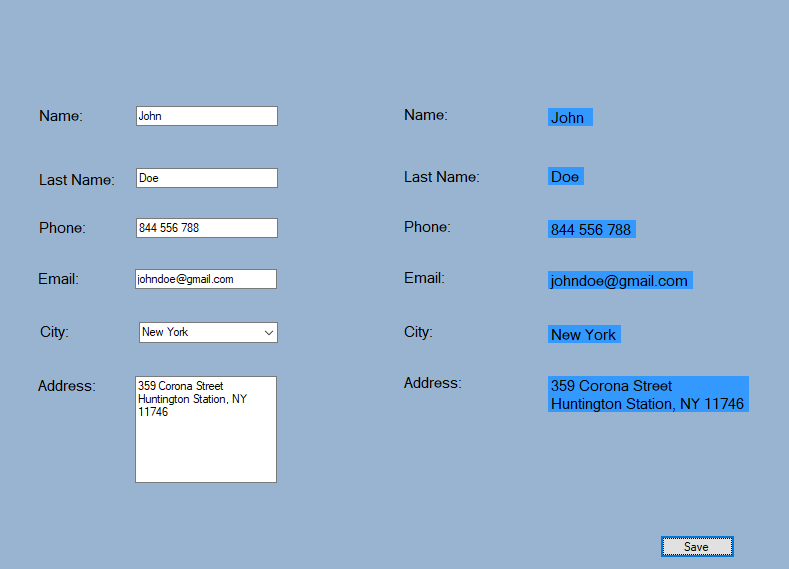 Name:
John
Last Name:
Doe
Phone:
844 556 788
Email:
johndoe@gmail.com
City:
New York
Address:
359 Corona Street
Huntington Station, NY
11746
Name:
John
Last Name:
Doe
Phone:
844 556 788
Email:
johndoe@gmail.com
City:
New York
Address:
359 Corona Street
Huntington Station, NY 11746
Save